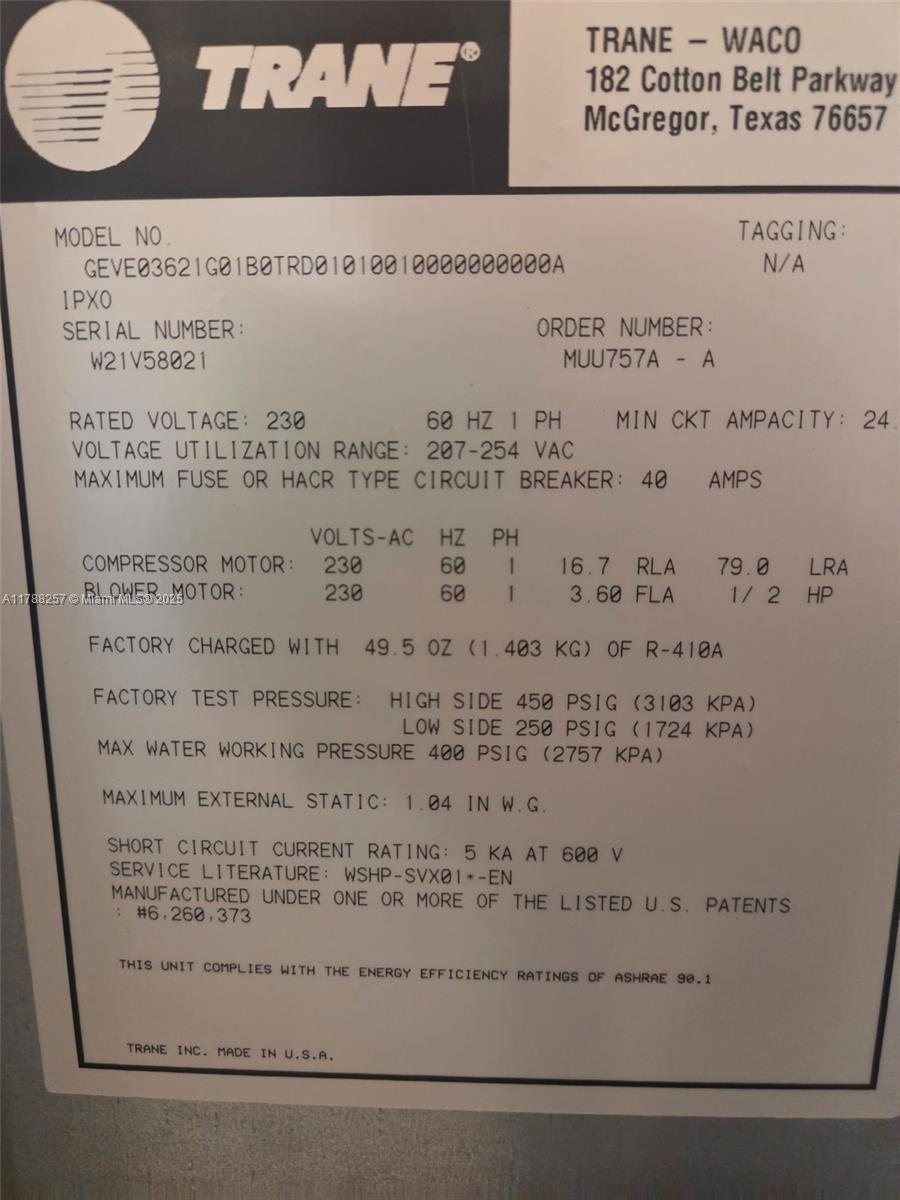 TRANE®
TRANE – WACO
182 Cotton Belt Parkway
McGregor, Texas 76657
MODEL NO.
TAGGING:
GEVE03621G01B0TRD0101001000000000000A
N/A
IPXO
SERIAL NUMBER:
ORDER NUMBER:
W21V58021
MUU757A - A
RATED VOLTAGE: 230 60 HZ 1 PH MIN CKT AMPACITY: 24.
VOLTAGE UTILIZATION RANGE: 207-254 VAC
MAXIMUM FUSE OR HACR TYPE CIRCUIT BREAKER: 40 AMPS
VOLTS-AC HZ PH
COMPRESSOR MOTOR: 230 60 1 16.7 RLA 79.0 LRA
BLOWER MOTOR: 230 60 1 3.60 FLA 1/ 2 HP
A11788257 © Miami MLS © 2025
FACTORY CHARGED WITH 49.5 OZ (1.403 KG) OF R-410A
FACTORY TEST PRESSURE: HIGH SIDE 450 PSIG (3103 KPA)
LOW SIDE 250 PSIG (1724 KPA)
MAX WATER WORKING PRESSURE 400 PSIG (2757 KPA)
MAXIMUM EXTERNAL STATIC: 1.04 IN W.G.
SHORT CIRCUIT CURRENT RATING: 5 KA AT 600 V
SERVICE LITERATURE: WSHP-SVX01*-EN
MANUFACTURED UNDER ONE OR MORE OF THE LISTED U.S. PATENTS
: #6,260,373
THIS UNIT COMPLIES WITH THE ENERGY EFFICIENCY RATINGS OF ASHRAE 90.1
TRANE INC. MADE IN U.S.A.